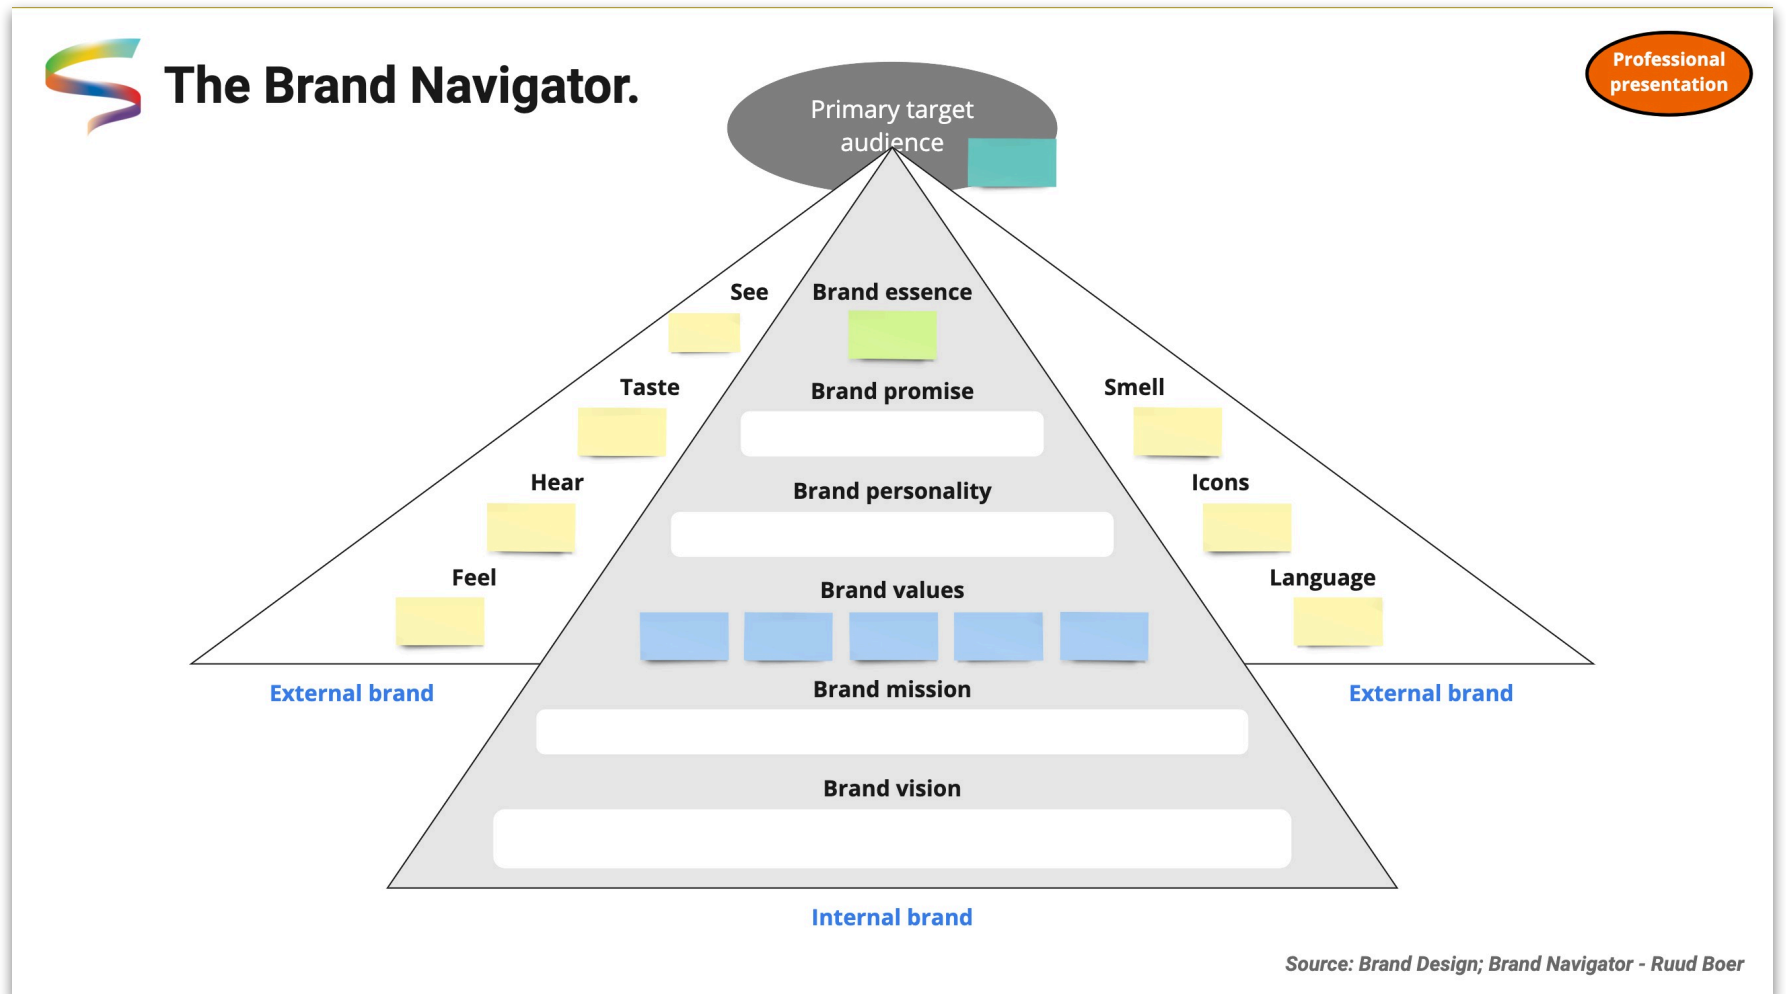 The Brand Navigator.
Professional
presentation
Primary target
audience
See
Brand essence
Taste
Brand promise
Smell
Hear
Brand personality
Icons
Feel
Brand values
Language
External brand
Brand mission
External brand
Brand vision
Internal brand
Source: Brand Design; Brand Navigator - Ruud Boer